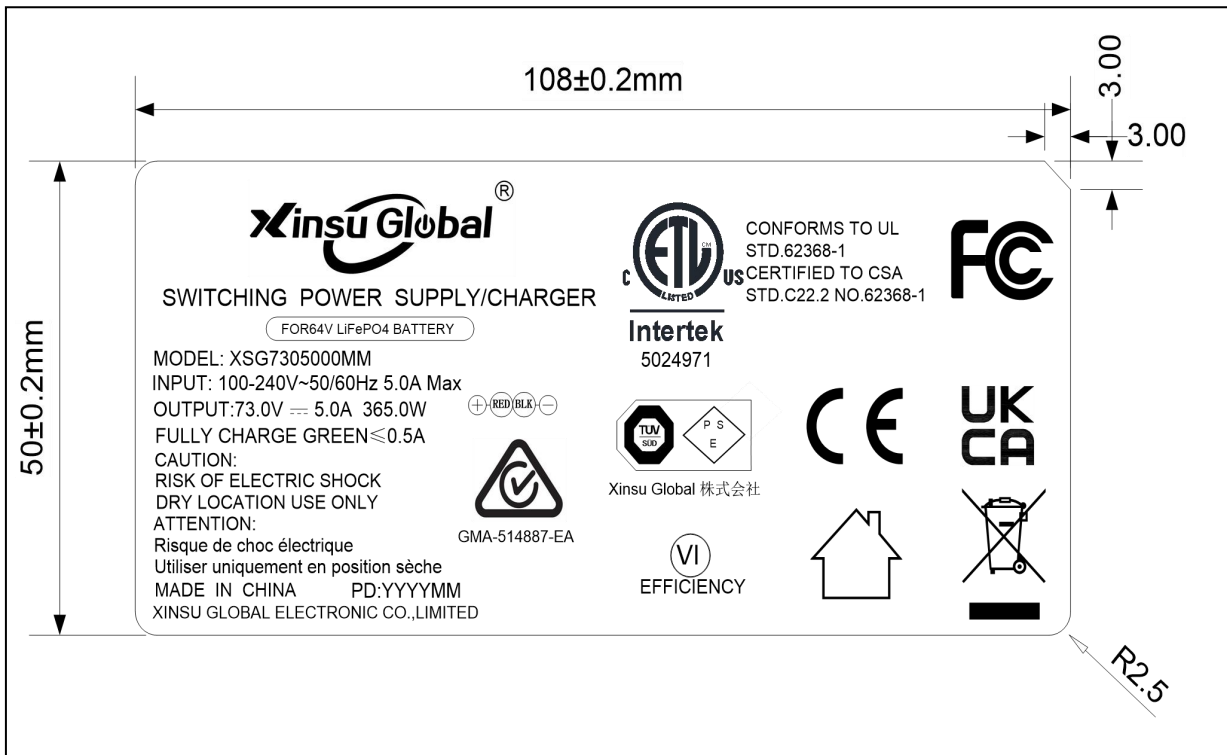 108±0.2mm
3.00
3.00
50±0.2mm
Xinsu Global®
SWITCHING POWER SUPPLY/CHARGER
FOR64V LiFePO4 BATTERY
MODEL: XSG7305000MM
INPUT: 100-240V~50/60Hz 5.0A Max
OUTPUT:73.0V ⎓ 5.0A 365.0W
+ RED BLK −
FULLY CHARGE GREEN≤0.5A
CAUTION:
RISK OF ELECTRIC SHOCK
DRY LOCATION USE ONLY
ATTENTION:
Risque de choc électrique
Utiliser uniquement en position sèche
MADE IN CHINA PD:YYYYMM
XINSU GLOBAL ELECTRONIC CO.,LIMITED
GMA-514887-EA
C ETL CM US
LISTED
Intertek
5024971
CONFORMS TO UL
STD.62368-1
CERTIFIED TO CSA
STD.C22.2 NO.62368-1
FC
TUV
SUD
P S
E
Xinsu Global 株式会社
CE
UK
CA
VI
EFFICIENCY
R2.5